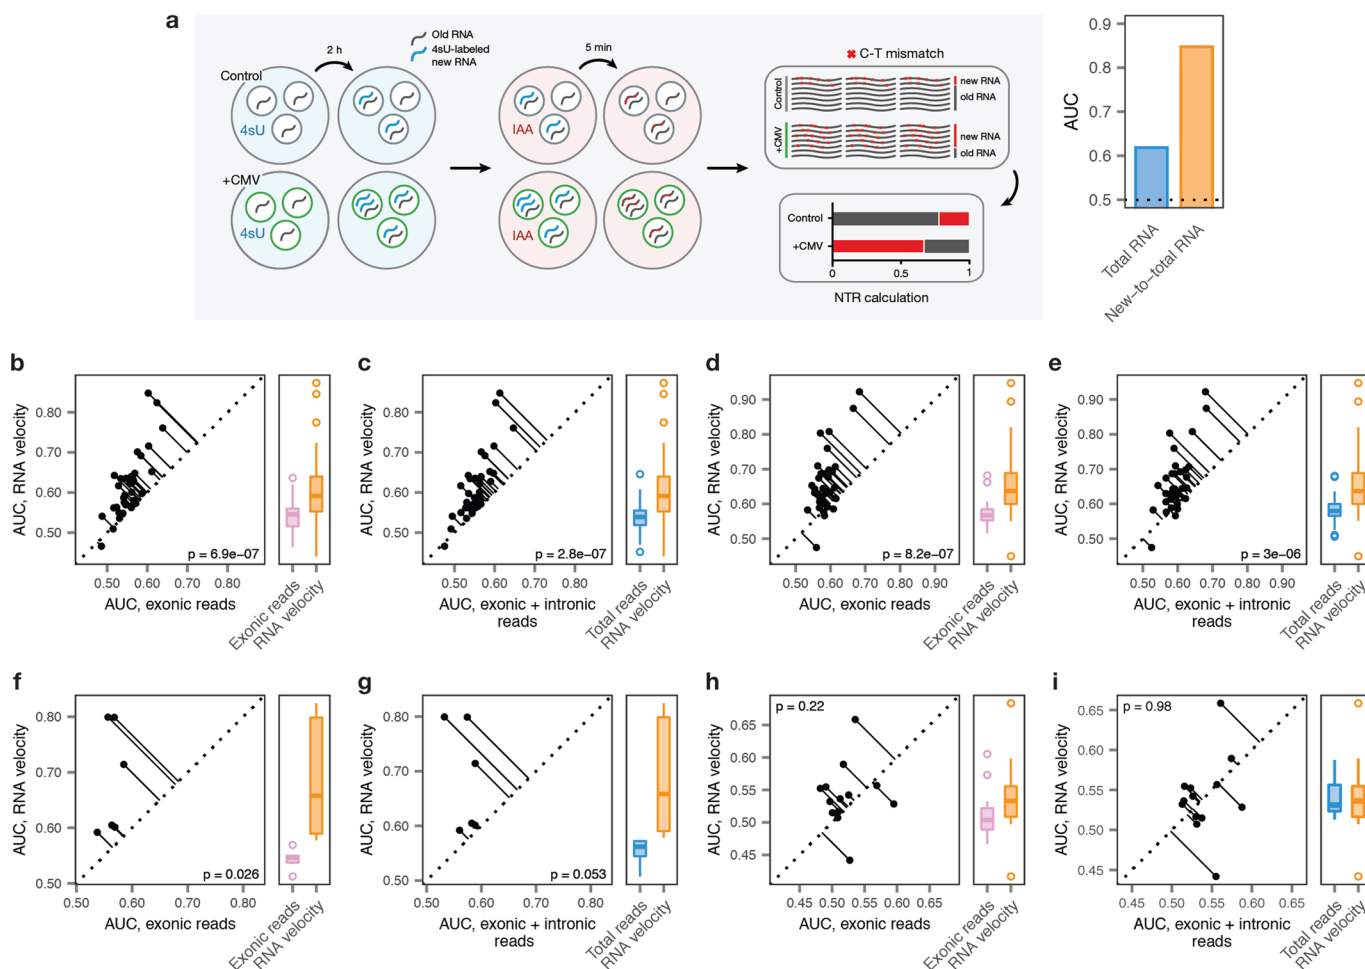 a
Control
2 h
Old RNA
4sU-labeled
new RNA
4sU
+CMV
4sU
5 min
IAA
IAA
✖ C-T mismatch
Control
new RNA
old RNA
+CMV
new RNA
old RNA
Control
+CMV
0 0.5 1
NTR calculation
AUC
0.9
0.8
0.7
0.6
0.5
Total RNA
New-to-total RNA
b
AUC, RNA velocity
0.80
0.70
0.60
0.50
p = 6.9e-07
0.50 0.60 0.70 0.80
AUC, exonic reads
Exonic reads
RNA velocity
c
AUC, RNA velocity
0.80
0.70
0.60
0.50
p = 2.8e-07
0.50 0.60 0.70 0.80
AUC, exonic + intronic
reads
Total reads
RNA velocity
d
AUC, RNA velocity
0.90
0.80
0.70
0.60
0.50
p = 8.2e-07
0.50 0.60 0.70 0.80 0.90
AUC, exonic reads
Exonic reads
RNA velocity
e
AUC, RNA velocity
0.90
0.80
0.70
0.60
0.50
p = 3e-06
0.50 0.60 0.70 0.80 0.90
AUC, exonic + intronic
reads
Total reads
RNA velocity
f
AUC, RNA velocity
0.80
0.70
0.60
0.50
p = 0.026
0.50 0.60 0.70 0.80
AUC, exonic reads
Exonic reads
RNA velocity
g
AUC, RNA velocity
0.80
0.70
0.60
0.50
p = 0.053
0.50 0.60 0.70 0.80
AUC, exonic + intronic
reads
Total reads
RNA velocity
h
AUC, RNA velocity
p = 0.22
0.65
0.60
0.55
0.50
0.45
0.45 0.50 0.55 0.60 0.65
AUC, exonic reads
Exonic reads
RNA velocity
i
AUC, RNA velocity
p = 0.98
0.65
0.60
0.55
0.50
0.45
0.45 0.50 0.55 0.60 0.65
AUC, exonic + intronic
reads
Total reads
RNA velocity